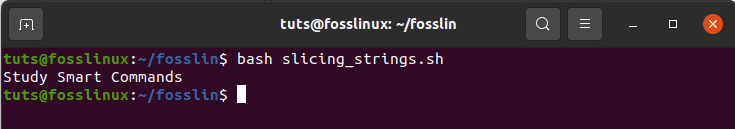 tuts@fosslinux: ~/fosslin
tuts@fosslinux:~/fosslin$ bash slicing_strings.sh
Study Smart Commands
tuts@fosslinux:~/fosslin$